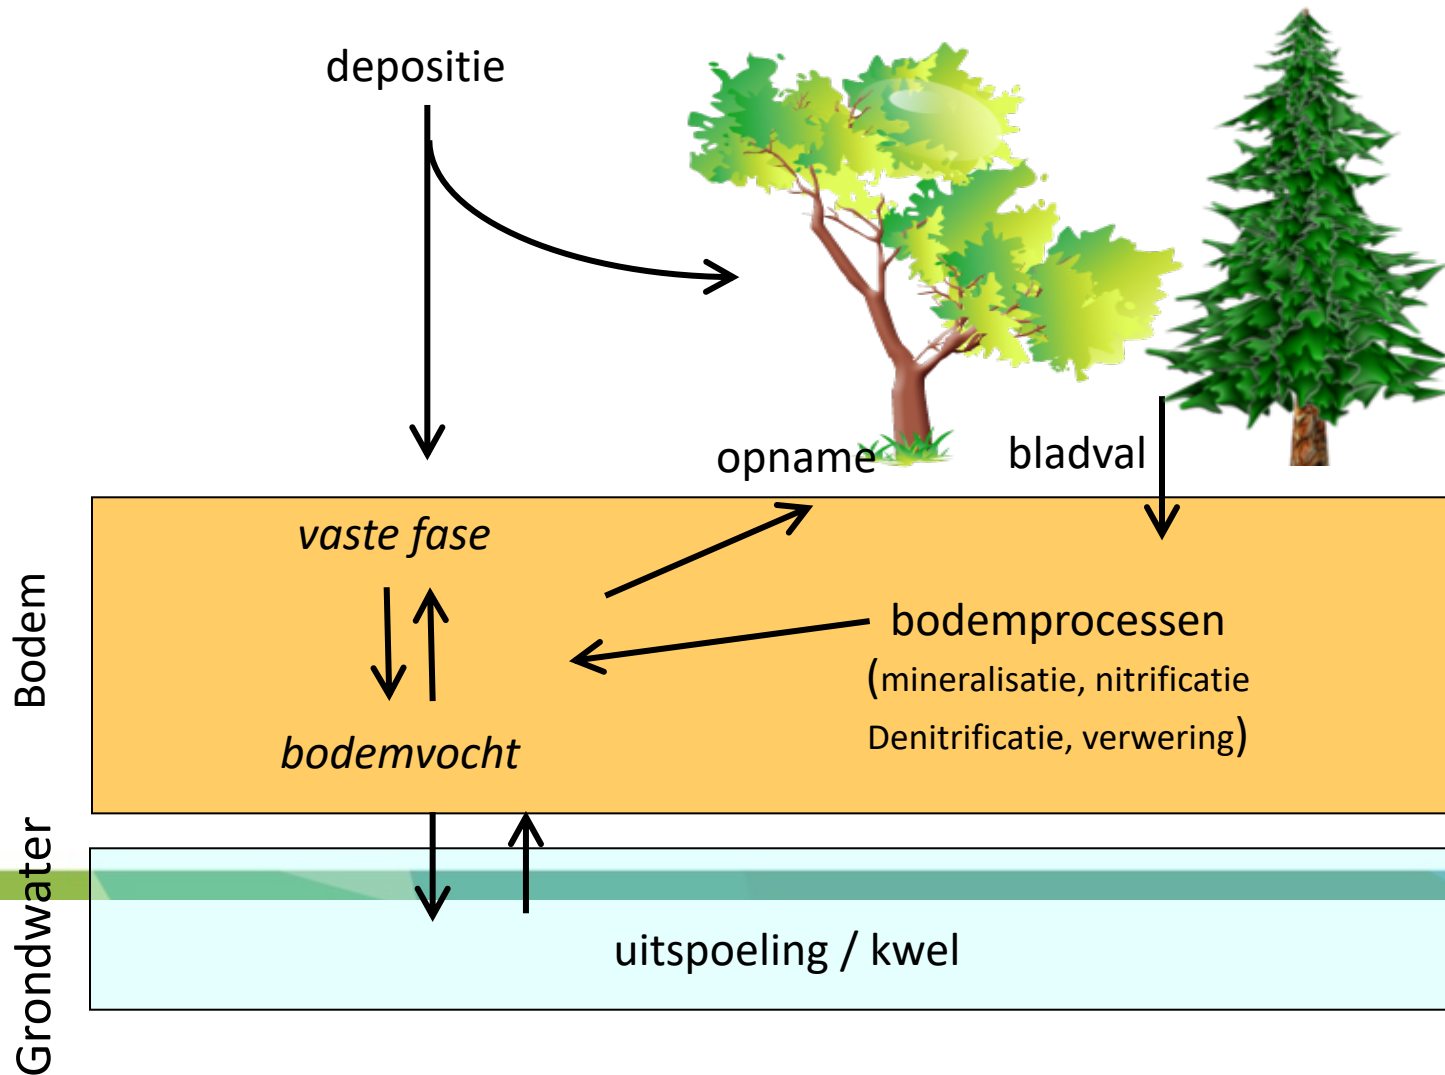 depositie
opname
bladval
Bodem
vaste fase
bodemprocessen
(mineralisatie, nitrificatie
Denitrificatie, verwering)
bodemvocht
Grondwater
uitspoeling / kwel